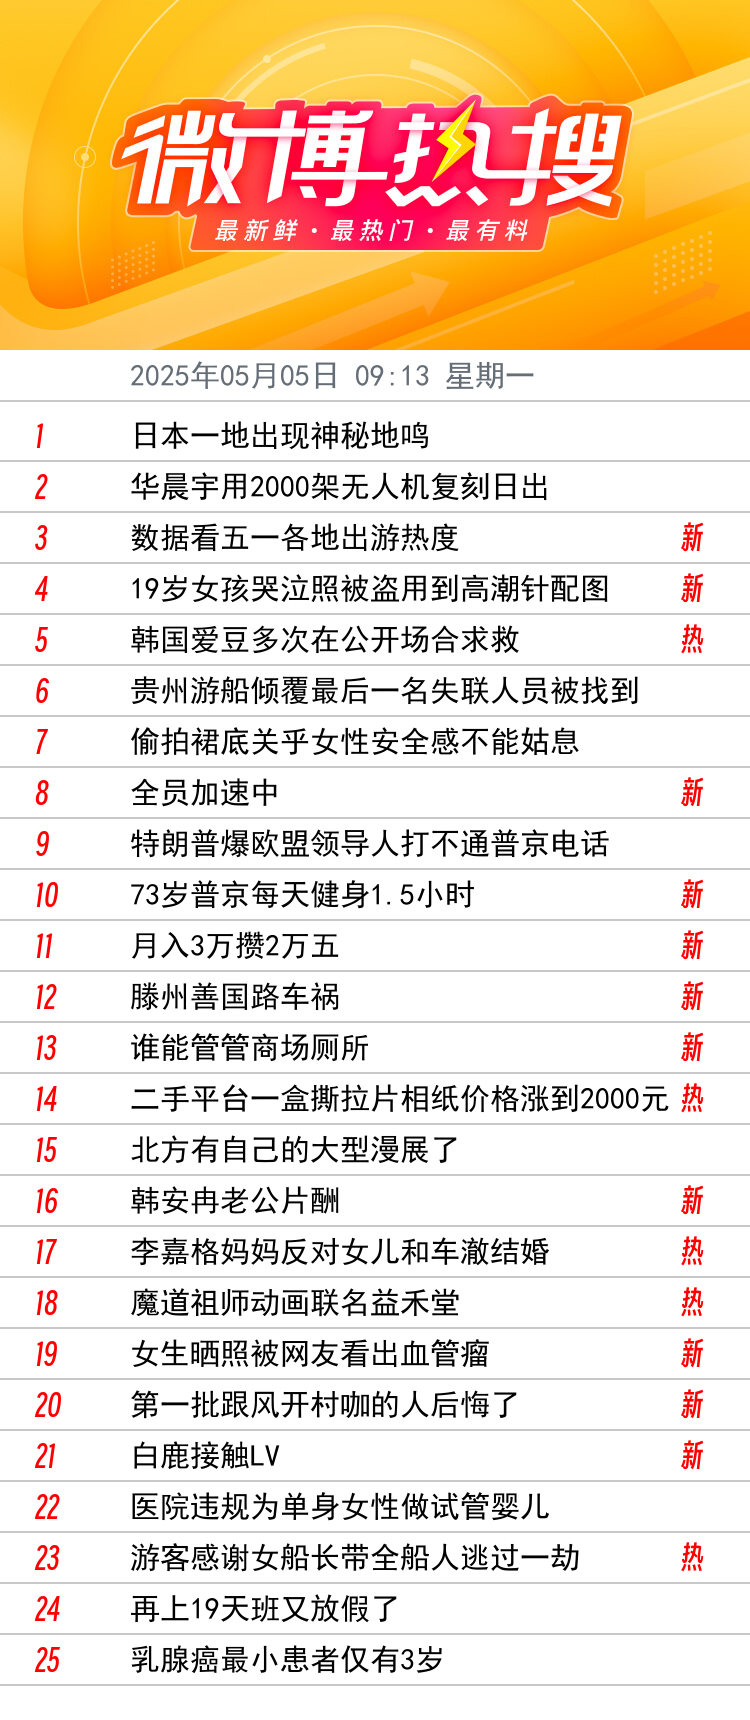 微博热搜
最新鲜·最热门·最有料
2025年05月05日 09:13 星期一
1 日本一地出现神秘地鸣
2 华晨宇用2000架无人机复刻日出
3 数据看五一各地出游热度 新
4 19岁女孩哭泣照被盗用到高潮针配图 新
5 韩国爱豆多次在公开场合求救 热
6 贵州游船倾覆最后一名失联人员被找到
7 偷拍裙底关乎女性安全感不能姑息
8 全员加速中 新
9 特朗普爆欧盟领导人打不通普京电话
10 73岁普京每天健身1.5小时 新
11 月入3万攒2万五 新
12 滕州善国路车祸 新
13 谁能管管商场厕所 新
14 二手平台一盒撕拉片相纸价格涨到2000元 热
15 北方有自己的大型漫展了
16 韩安冉老公片酬 新
17 李嘉格妈妈反对女儿和车澈结婚 热
18 魔道祖师动画联名益禾堂 热
19 女生晒照被网友看出血管瘤 新
20 第一批跟风开村咖的人后悔了 新
21 白鹿接触LV 新
22 医院违规为单身女性做试管婴儿
23 游客感谢女船长带全船人逃过一劫 热
24 再上19天班又放假了
25 乳腺癌最小患者仅有3岁